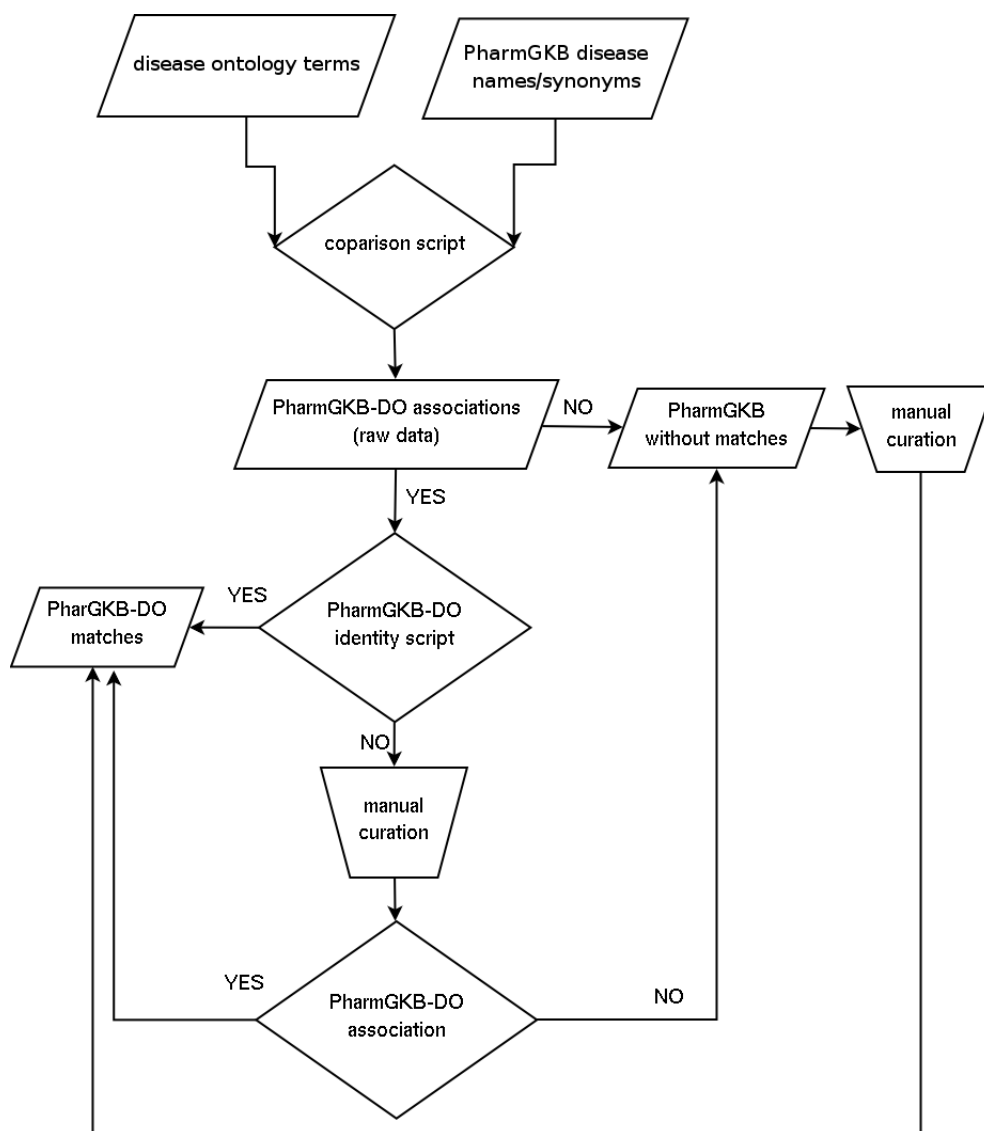 disease ontology terms
PharmGKB disease
names/synonyms
coparison script
PharmGKB-DO associations
(raw data)
NO
PharmGKB
without matches
manual
curation
YES
PharGKB-DO
matches
YES
PharmGKB-DO
identity script
NO
manual
curation
YES
PharmGKB-DO
association
NO